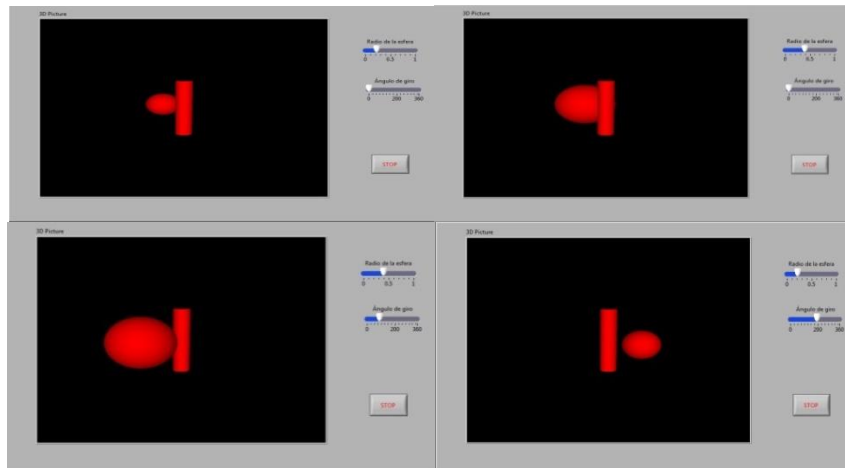 3D Picture
Radio de la esfera
0 0.5 1
Ángulo de giro
0 200 360
STOP
3D Picture
Radio de la esfera
0 0.5 1
Ángulo de giro
0 200 360
STOP
3D Picture
Radio de la esfera
0 0.5 1
Ángulo de giro
0 200 360
STOP
3D Picture
Radio de la esfera
0 0.5 1
Ángulo de giro
0 200 360
STOP